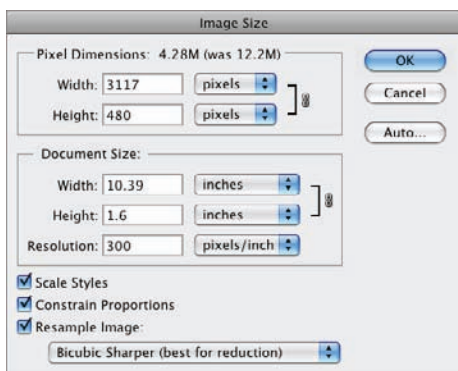 Image Size
Pixel Dimensions: 4.28M (was 12.2M)
Width: 3117 pixels
Height: 480 pixels
OK
Cancel
Auto...
Document Size:
Width: 10.39 inches
Height: 1.6 inches
Resolution: 300 pixels/inch
Scale Styles
Constrain Proportions
Resample Image:
Bicubic Sharper (best for reduction)